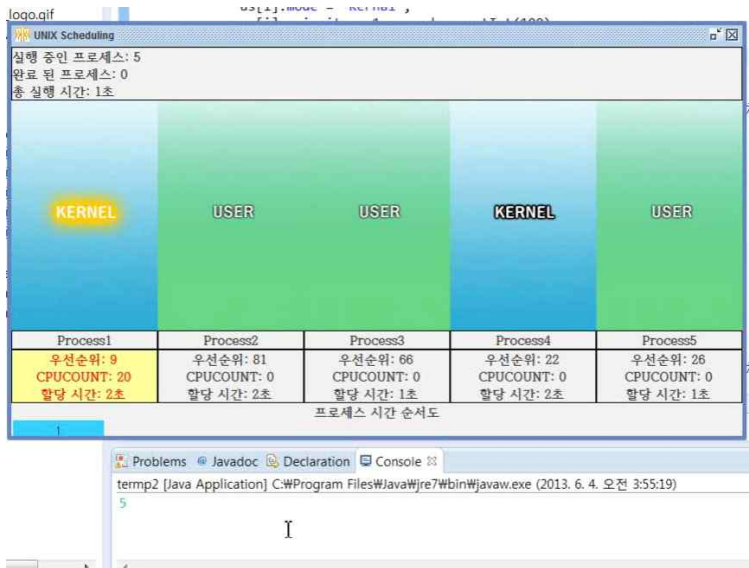 logo.gif
UNIX Scheduling
실행 중인 프로세스: 5
완료 된 프로세스: 0
총 실행 시간: 1초
KERNEL USER USER KERNEL USER
Process1 Process2 Process3 Process4 Process5
우선순위: 9 우선순위: 81 우선순위: 66 우선순위: 22 우선순위: 26
CPUCOUNT: 20 CPUCOUNT: 0 CPUCOUNT: 0 CPUCOUNT: 0 CPUCOUNT: 0
할당 시간: 2초 할당 시간: 2초 할당 시간: 1초 할당 시간: 2초 할당 시간: 1초
프로세스 시간 순서도
1
Problems Javadoc Declaration Console
termp2 [Java Application] C:₩Program Files₩Java₩jre7₩bin₩javaw.exe (2013. 6. 4. 오전 3:55:19)
5